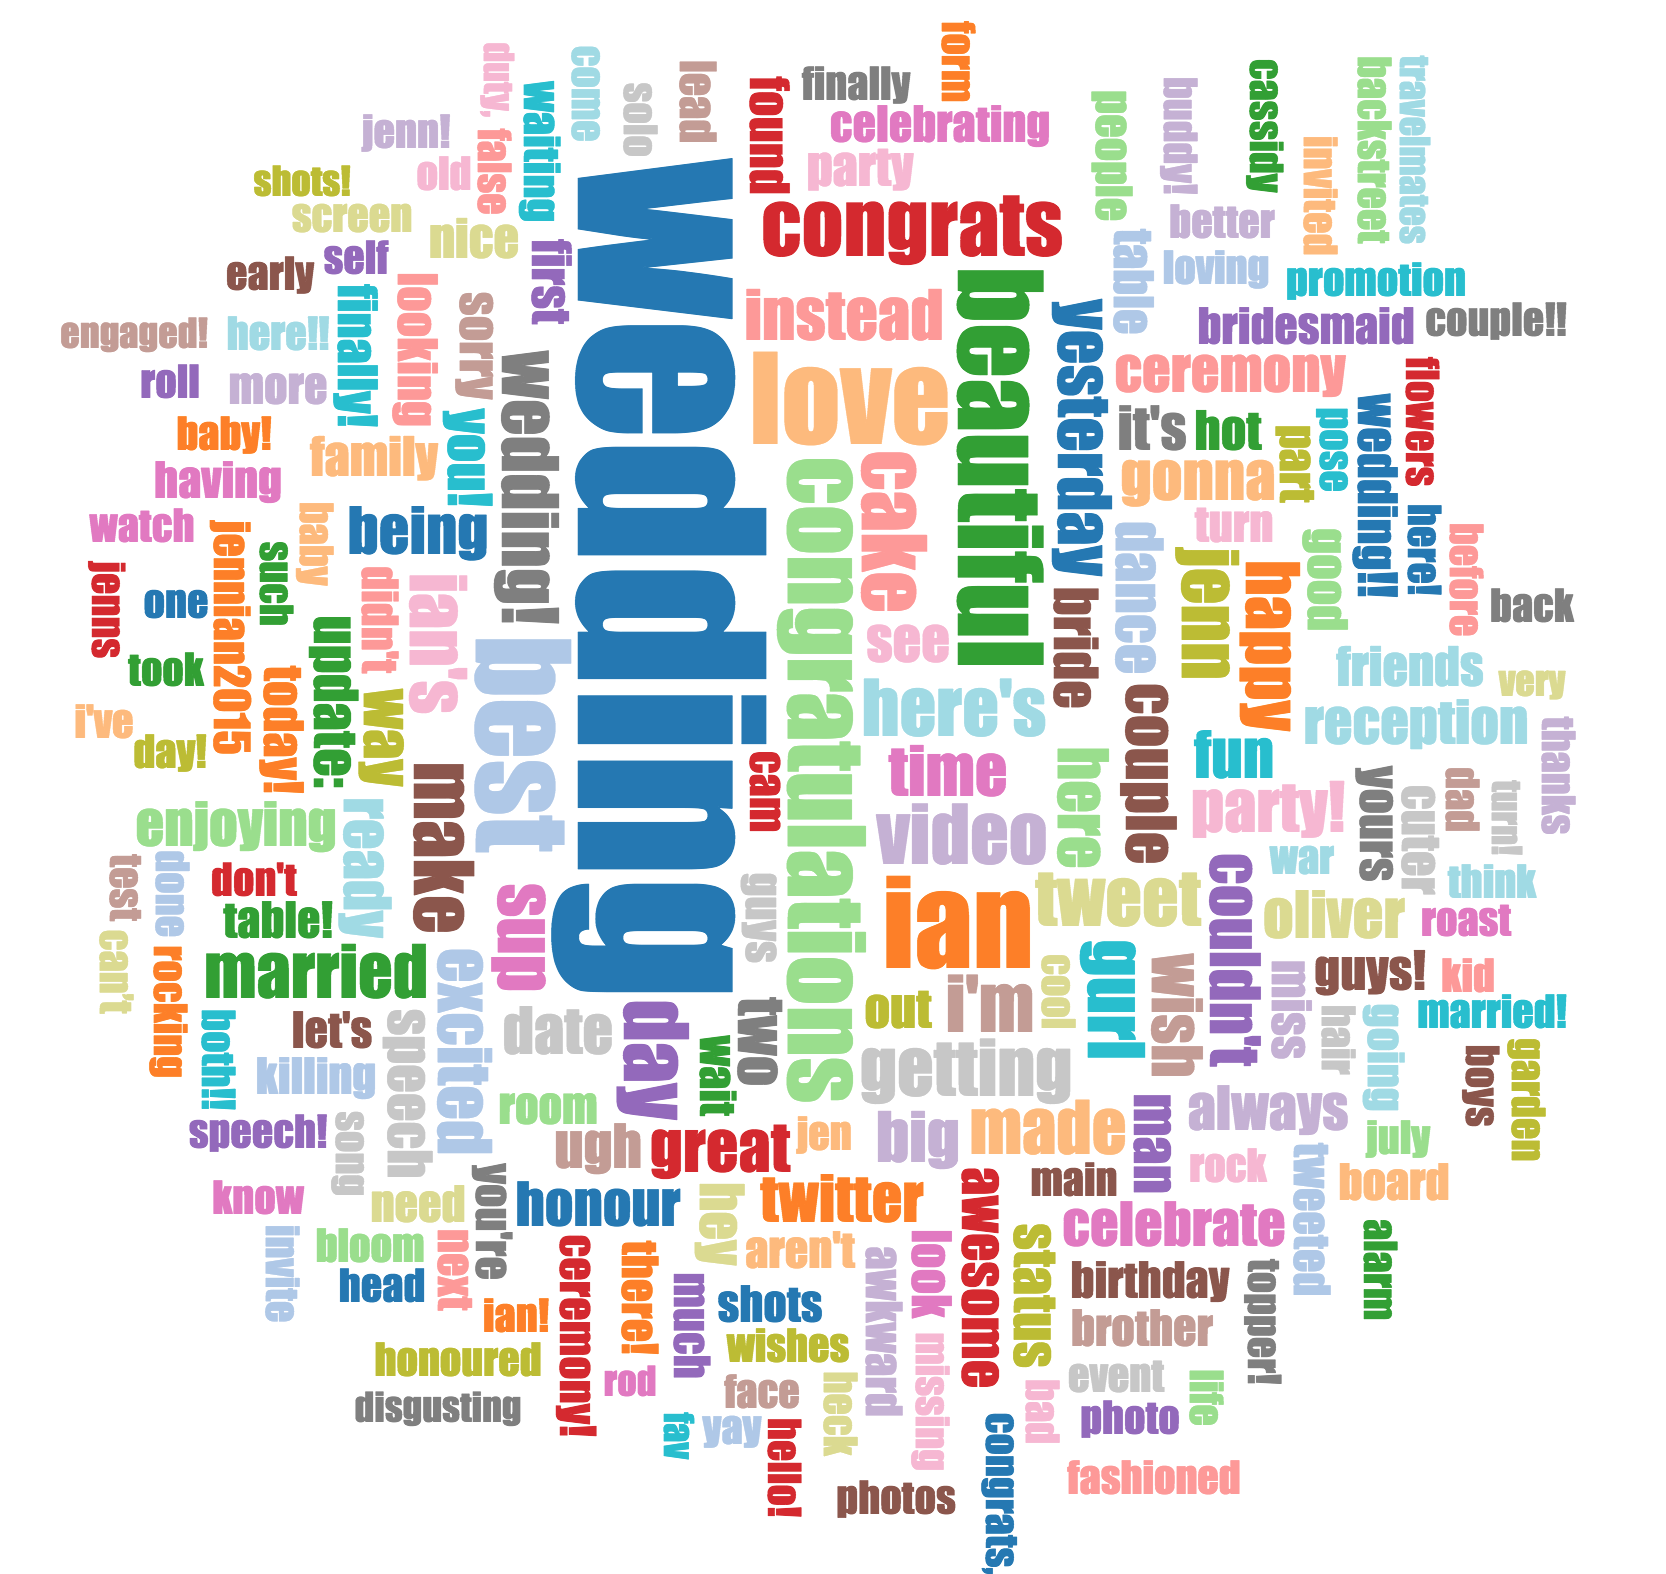 form
come
duty, false
lead
finally
travelmates
backstreet
cassidy
found
buddy!
waiting
solo
people
celebrating
jenn!
invited
party
old
shots!
wedding
congrats
screen
better
nice
table
first
self
loving
early
promotion
beautiful
looking
finally!
instead
sorry
yesterday
bridesmaid
couple!!
engaged!
here!!
wedding!
love
ceremony
flowers
roll
more
wedding!!
pose
you!
it's
hot
baby!
part
family
cake
congratulations
gonna
having
baby
here!
being
watch
turn
jennian2015
dance
before
good
such
jenn
jens
happy
didn't
ian's
one
bride
back
update:
see
best
friends
took
today!
very
here's
couple
way
reception
i've
thanks
fun
day!
time
here
cam
make
yours
dad
party!
turn!
cutter
enjoying
ready
video
war
test
done
couldn't
think
don't
guys
ian
tweet
sup
oliver
roast
table!
can't
gurl
rocking
married
excited
wish
cool
miss
guys!
kid
i'm
out
two
married!
day
date
hair
going
both!!
speech
let's
wait
getting
garden
boys
killing
always
room
man
made
song
big
speech!
great
jen
july
ugh
tweeted
rock
you're
main
board
awesome
know
twitter
honour
hey
need
celebrate
alarm
status
invite
next
bloom
look
aren't
ceremony!
there!
awkward
topper!
birthday
head
much
shots
ian!
brother
wishes
missing
honoured
event
rod
life
face
heck
bad
disgusting
photo
fav
yay
congrats,
hello!
fashioned
photos